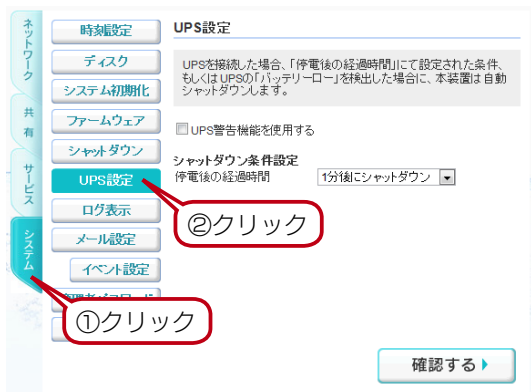 ネットワーク
共有
サービス
システム
時刻設定
ディスク
システム初期化
ファームウェア
シャットダウン
UPS設定
ログ表示
メール設定
イベント設定
UPS設定
UPSを接続した場合、「停電後の経過時間」にて設定された条件、
もしくはUPSの「バッテリーロー」を検出した場合に、本装置は自動
シャットダウンします。
UPS警告機能を使用する
シャットダウン条件設定
停電後の経過時間 1分後にシャットダウン
②クリック
①クリック
確認する